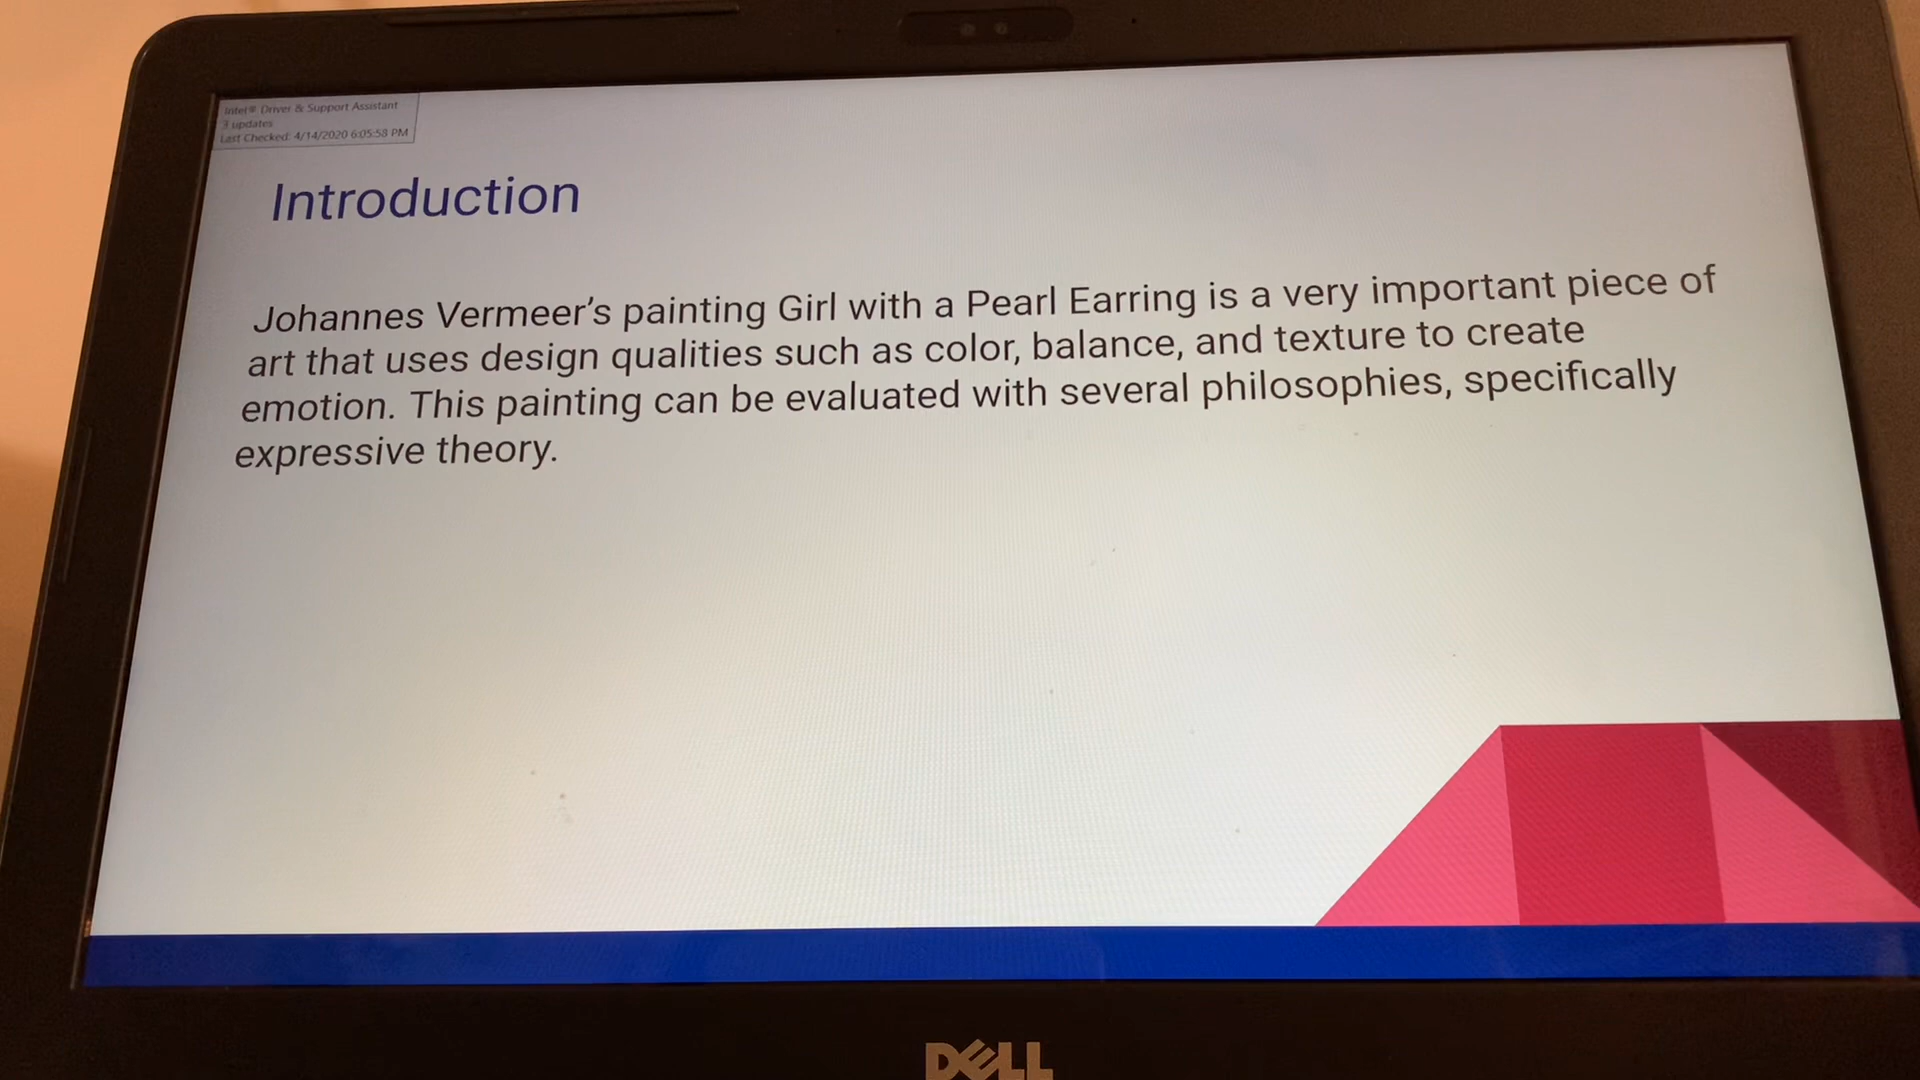 Intel® Driver & Support Assistant
3 updates
Last Checked: 4/14/2020 6:05:58 PM
Introduction
Johannes Vermeer's painting Girl with a Pearl Earring is a very important piece of
art that uses design qualities such as color, balance, and texture to create
emotion. This painting can be evaluated with several philosophies, specifically
expressive theory.
DELL